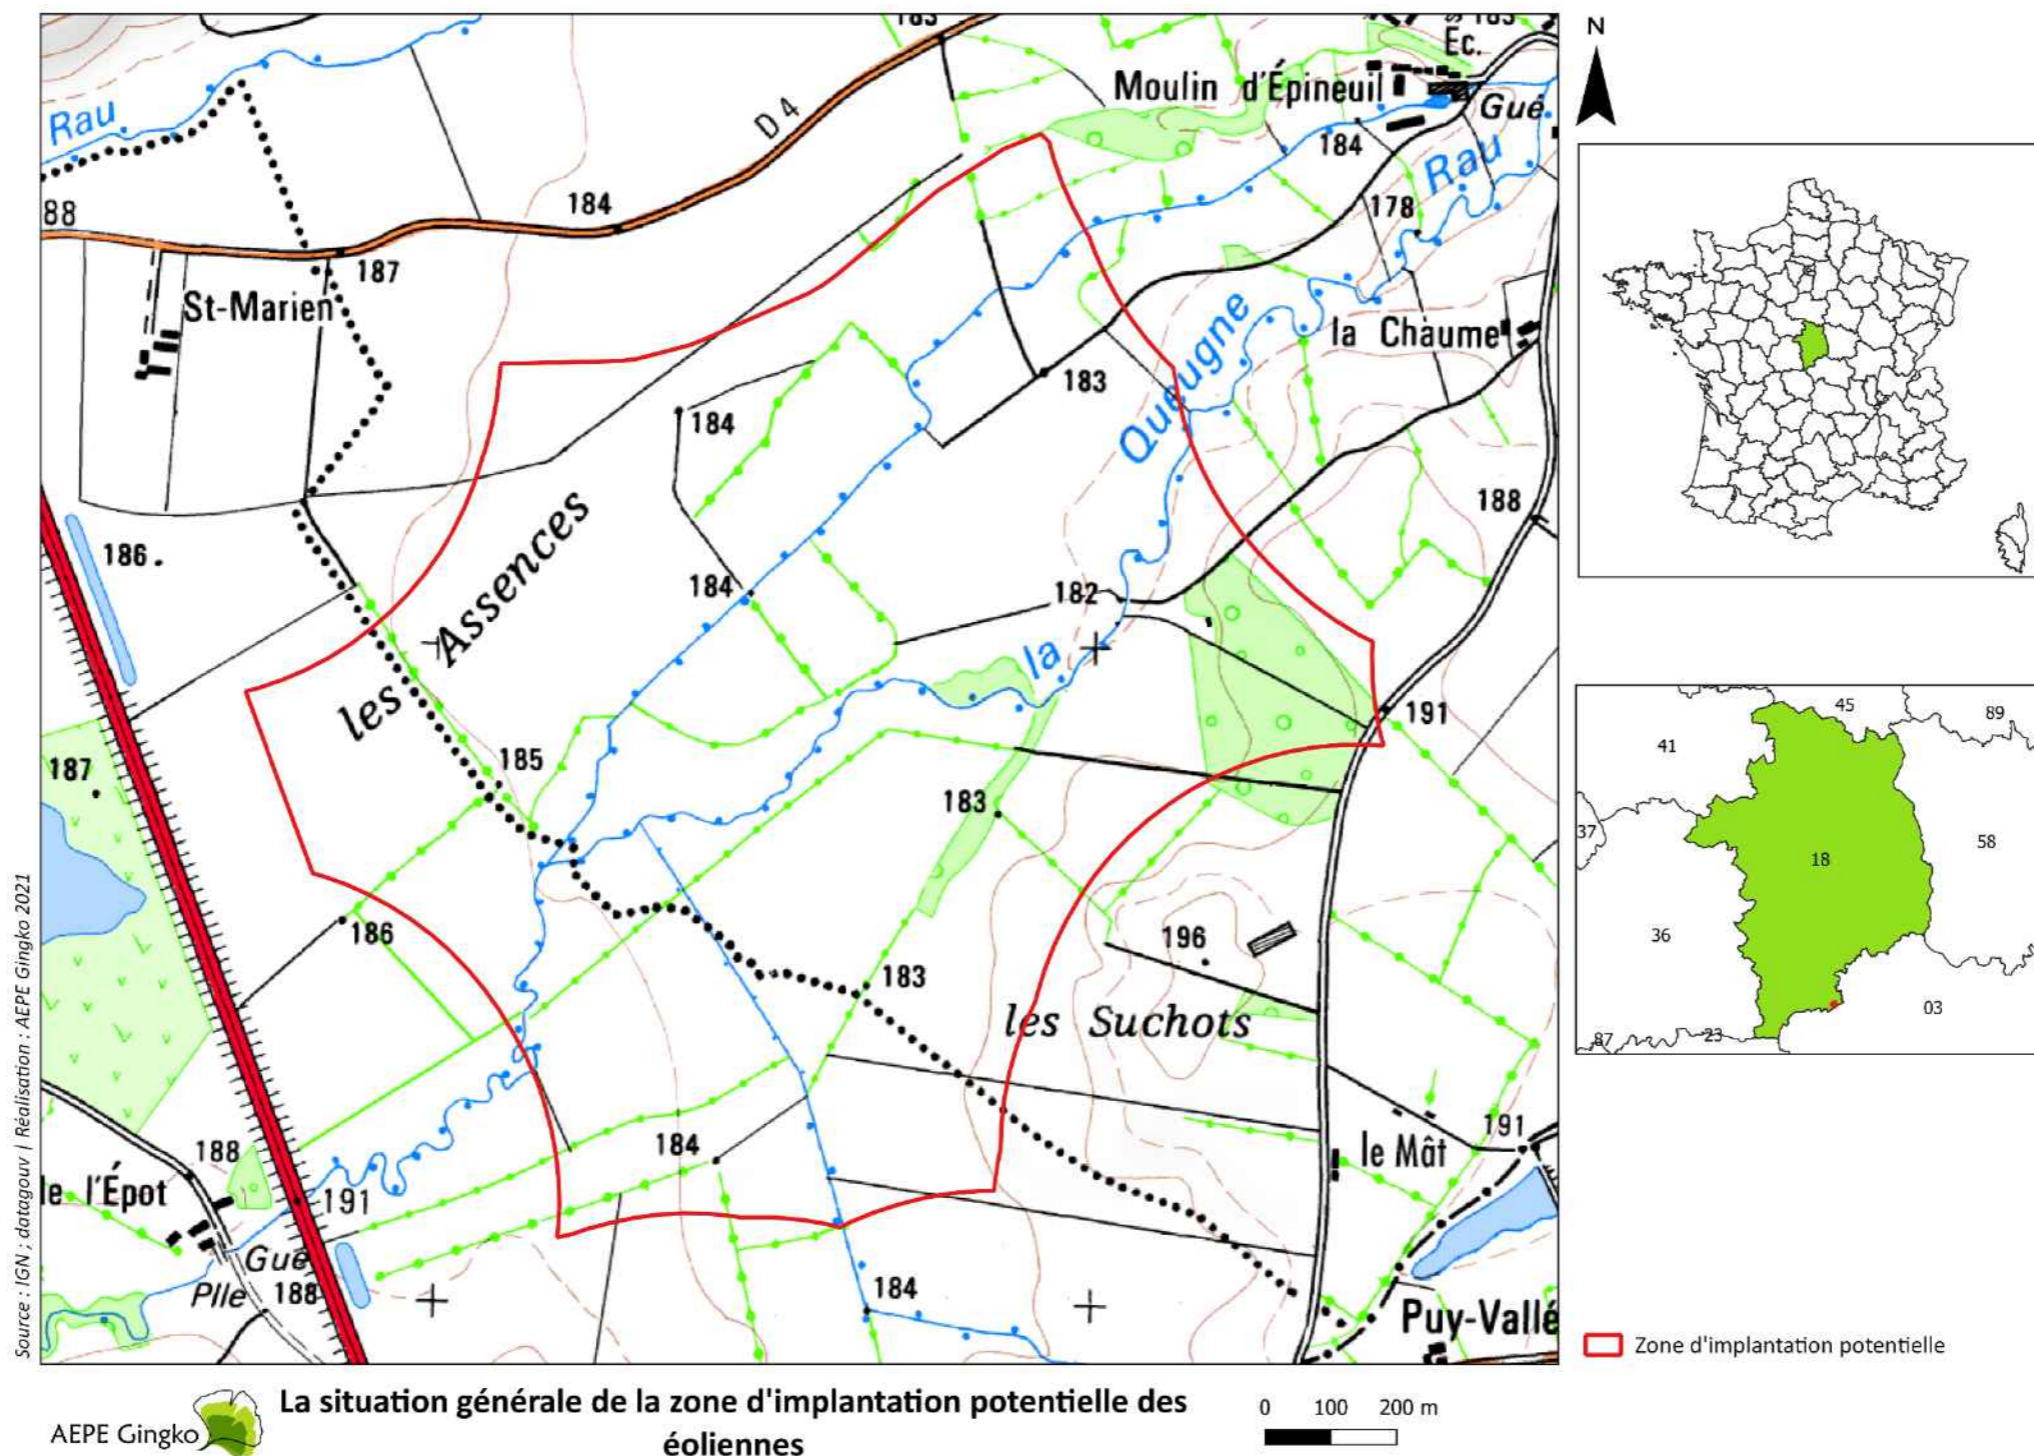 183
183
Éc.
Moulin d'Épineuil
Gué
Rau
D 4
184
Rau
88
184
178
187
St-Marien
la Chaume
183
Queugne
184
188
186
les Assences
184
182
la
191
185
187
183
186
196
183
les Suchots
184
le Mât
191
188
le l'Épot
191
Gué
Plle
188
184
Puy-Vallé
N
45
89
41
37
18
58
36
03
23
87
Zone d'implantation potentielle
Source : IGN ; datagouv | Réalisation : AEPE Gingko 2021
AEPE Gingko
La situation générale de la zone d'implantation potentielle des
éoliennes
0 100 200 m